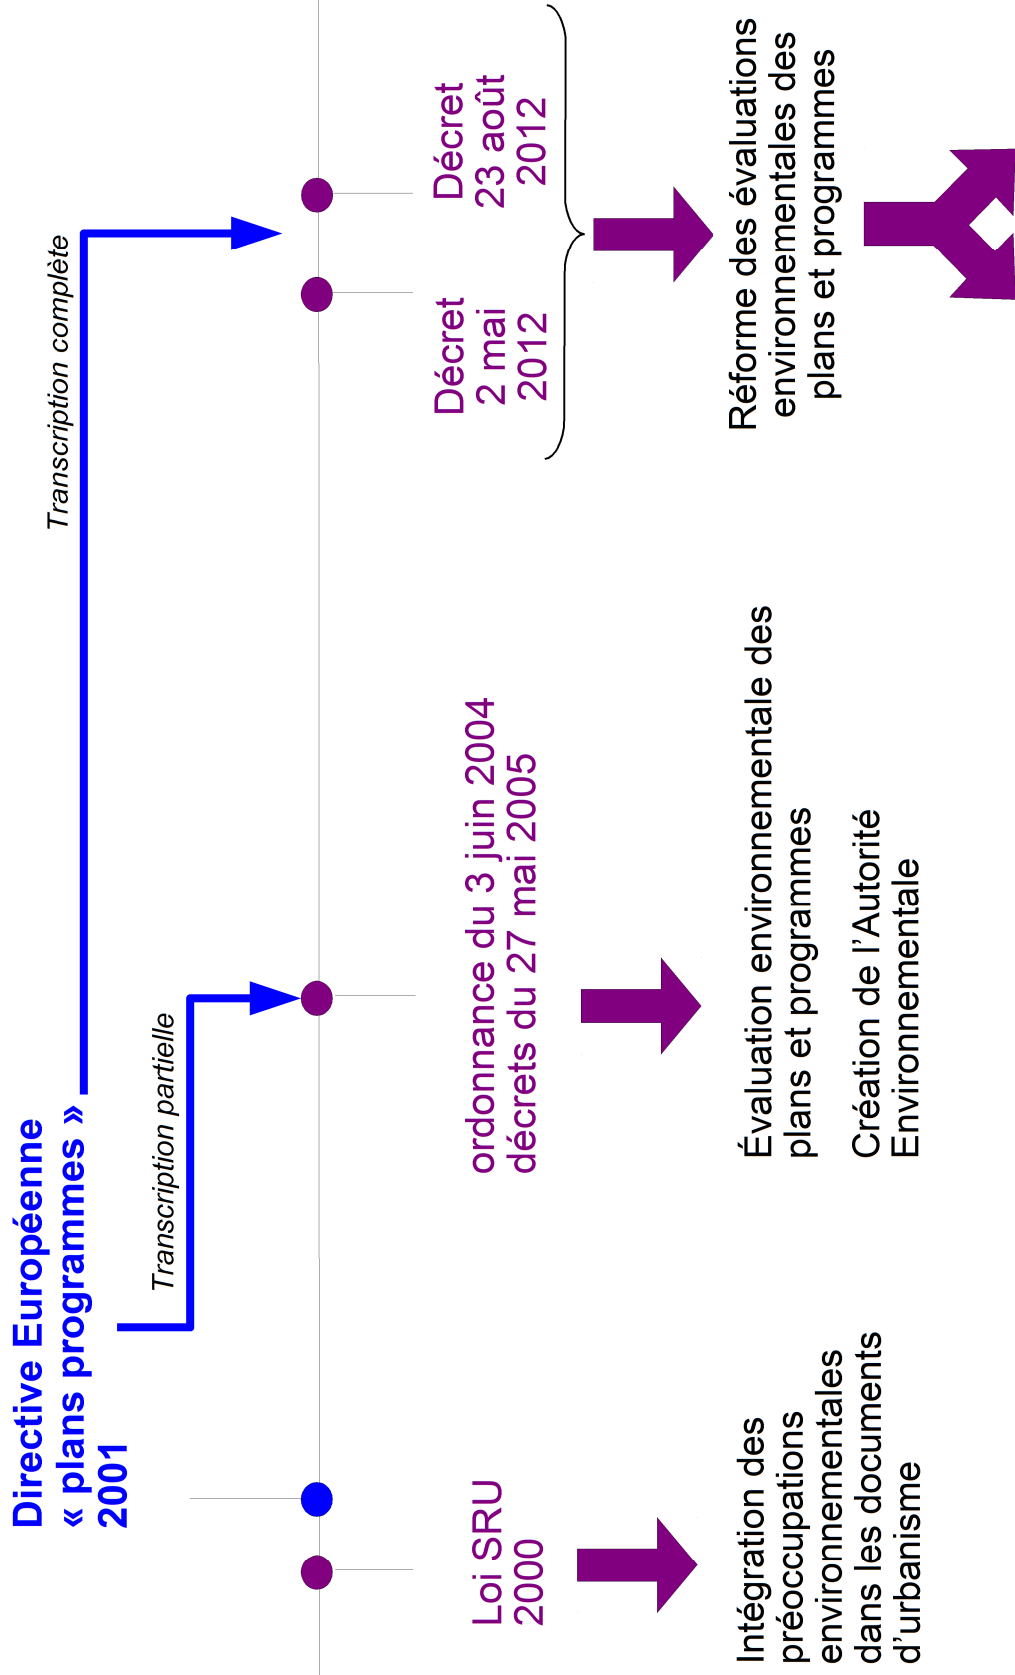 Directive Européenne
« plans programmes »
2001
Transcription complète
Transcription partielle
Loi SRU
2000
ordonnance du 3 juin 2004
décrets du 27 mai 2005
Décret
2 mai
2012
Décret
23 août
2012
Intégration des
préoccupations
environnementales
dans les documents
d'urbanisme
Évaluation environnementale des
plans et programmes
Création de l'Autorité
Environnementale
Réforme des évaluations
environnementales des
plans et programmes